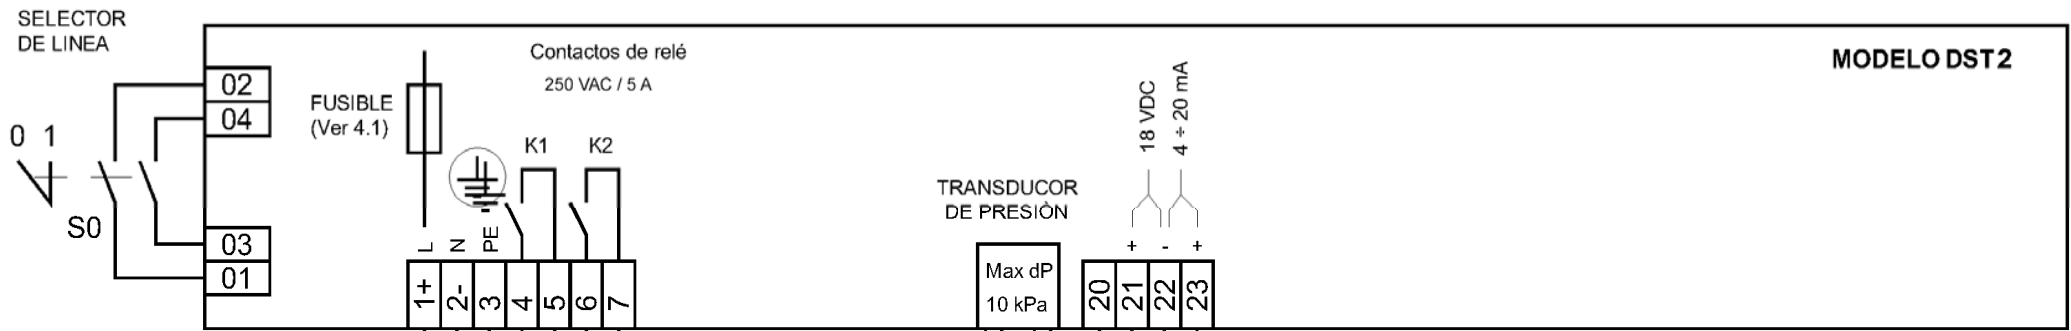 SELECTOR
DE LINEA
0 1
S0
02
04
03
01
FUSIBLE
(Ver 4.1)
Contactos de relé
250 VAC / 5 A
K1
K2
L
N
PE
1+
2-
3
4
5
6
7
TRANSDUCOR
DE PRESIÒN
Max dP
10 kPa
18 VDC
4 ÷ 20 mA
+ - +
20
21
22
23
MODELO DST2